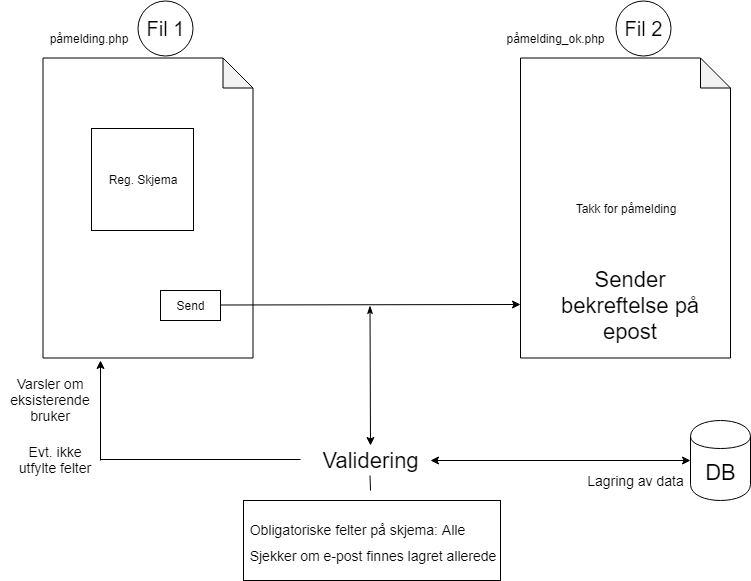 Fil 1
påmelding.php
Reg. Skjema
Send
Fil 2
påmelding_ok.php
Takk for påmelding
Sender
bekreftelse på
epost
Varsler om
eksisterende
bruker
Evt. ikke
utfylte felter
Validering
Lagring av data
DB
Obligatoriske felter på skjema: Alle
Sjekker om e-post finnes lagret allerede